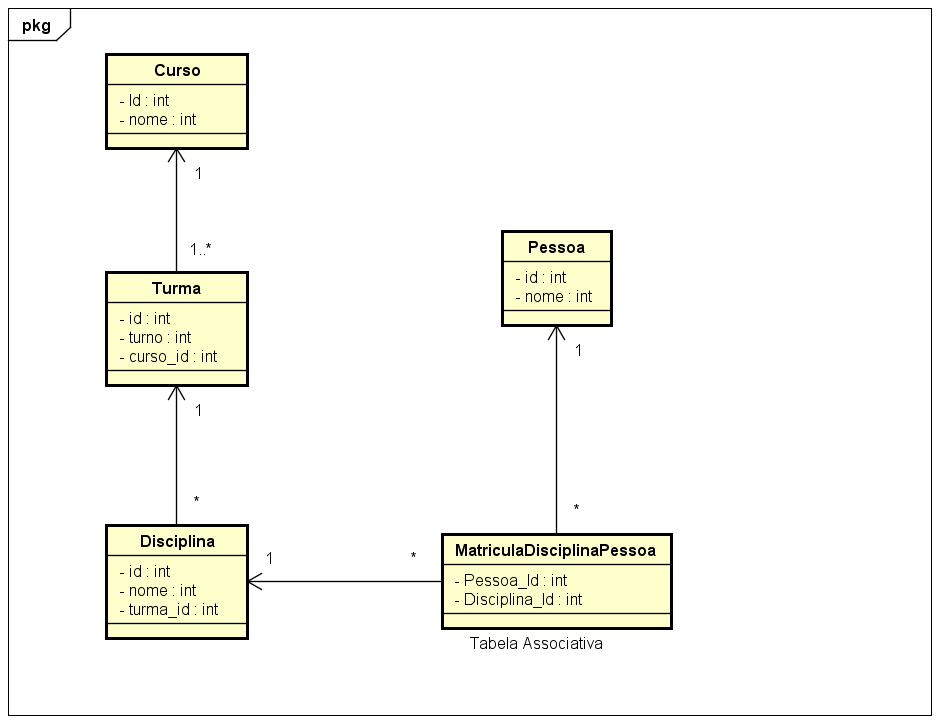 pkg
Curso
- Id : int
- nome : int
1
1..*
Turma
- id : int
- turno : int
- curso_id : int
1
*
Disciplina
- id : int
- nome : int
- turma_id : int
1
*
Pessoa
- id : int
- nome : int
1
*
MatriculaDisciplinaPessoa
- Pessoa_Id : int
- Disciplina_Id : int
Tabela Associativa